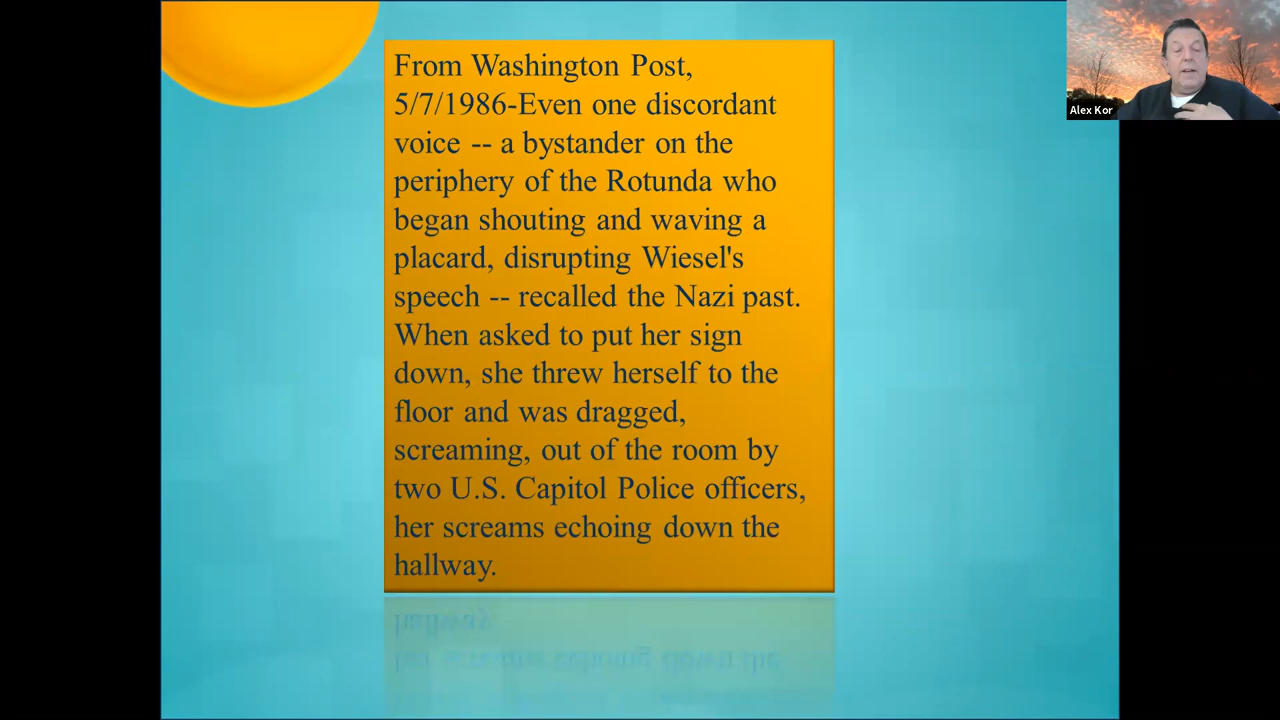 From Washington Post,
5/7/1986-Even one discordant
voice -- a bystander on the
periphery of the Rotunda who
began shouting and waving a
placard, disrupting Wiesel's
speech -- recalled the Nazi past.
When asked to put her sign
down, she threw herself to the
floor and was dragged,
screaming, out of the room by
two U.S. Capitol Police officers,
her screams echoing down the
hallway.
Alex Kor